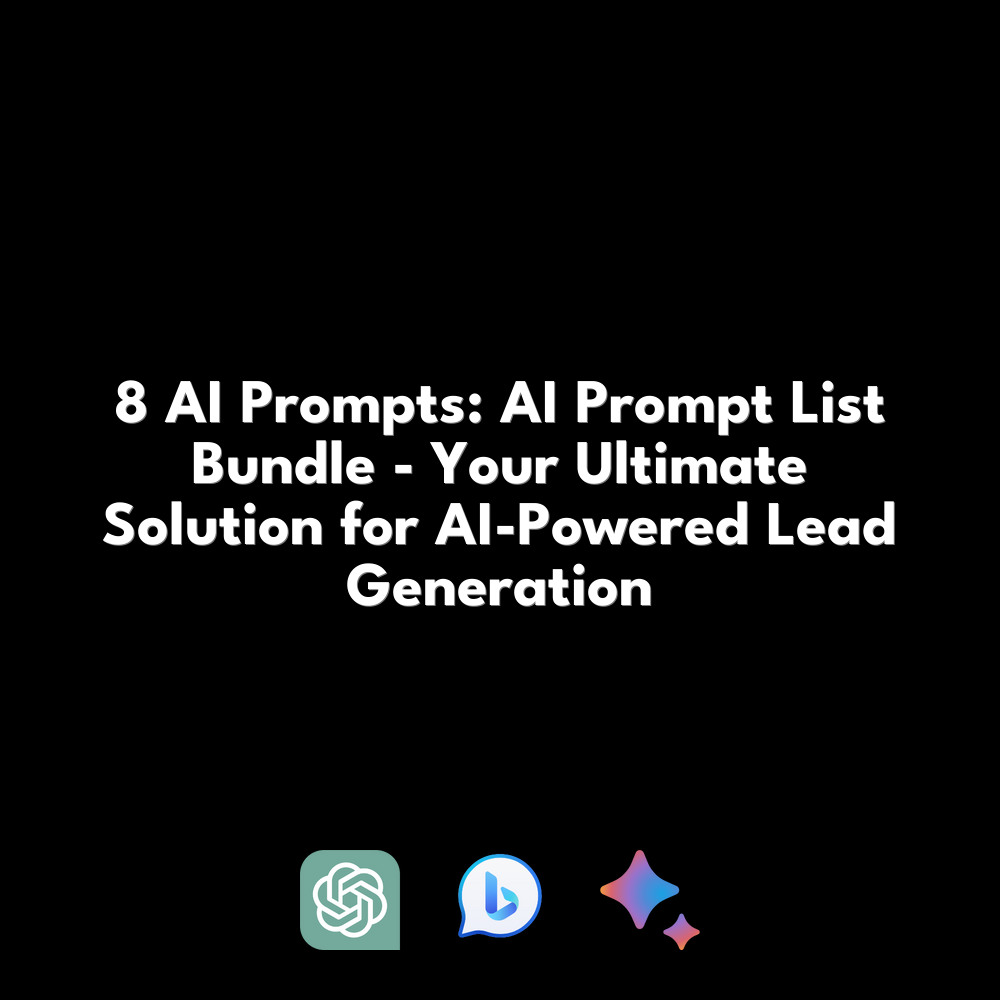 8 AI Prompts: AI Prompt List
Bundle - Your Ultimate
Solution for AI-Powered Lead
Generation